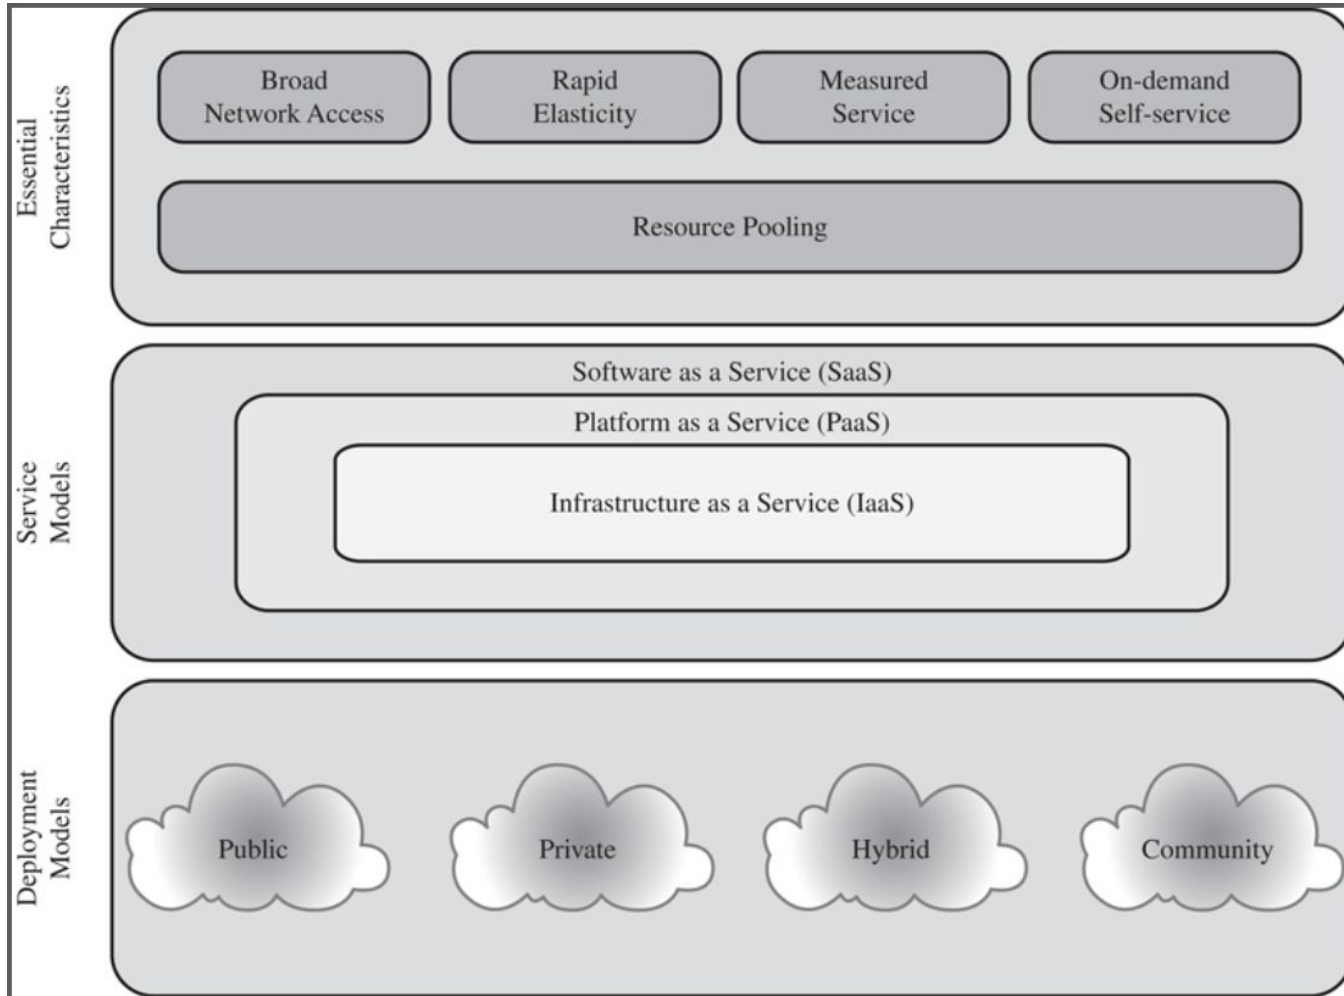 Essential
Characteristics
Broad
Network Access
Rapid
Elasticity
Measured
Service
On-demand
Self-service
Resource Pooling
Service
Models
Software as a Service (SaaS)
Platform as a Service (PaaS)
Infrastructure as a Service (IaaS)
Deployment
Models
Public
Private
Hybrid
Community